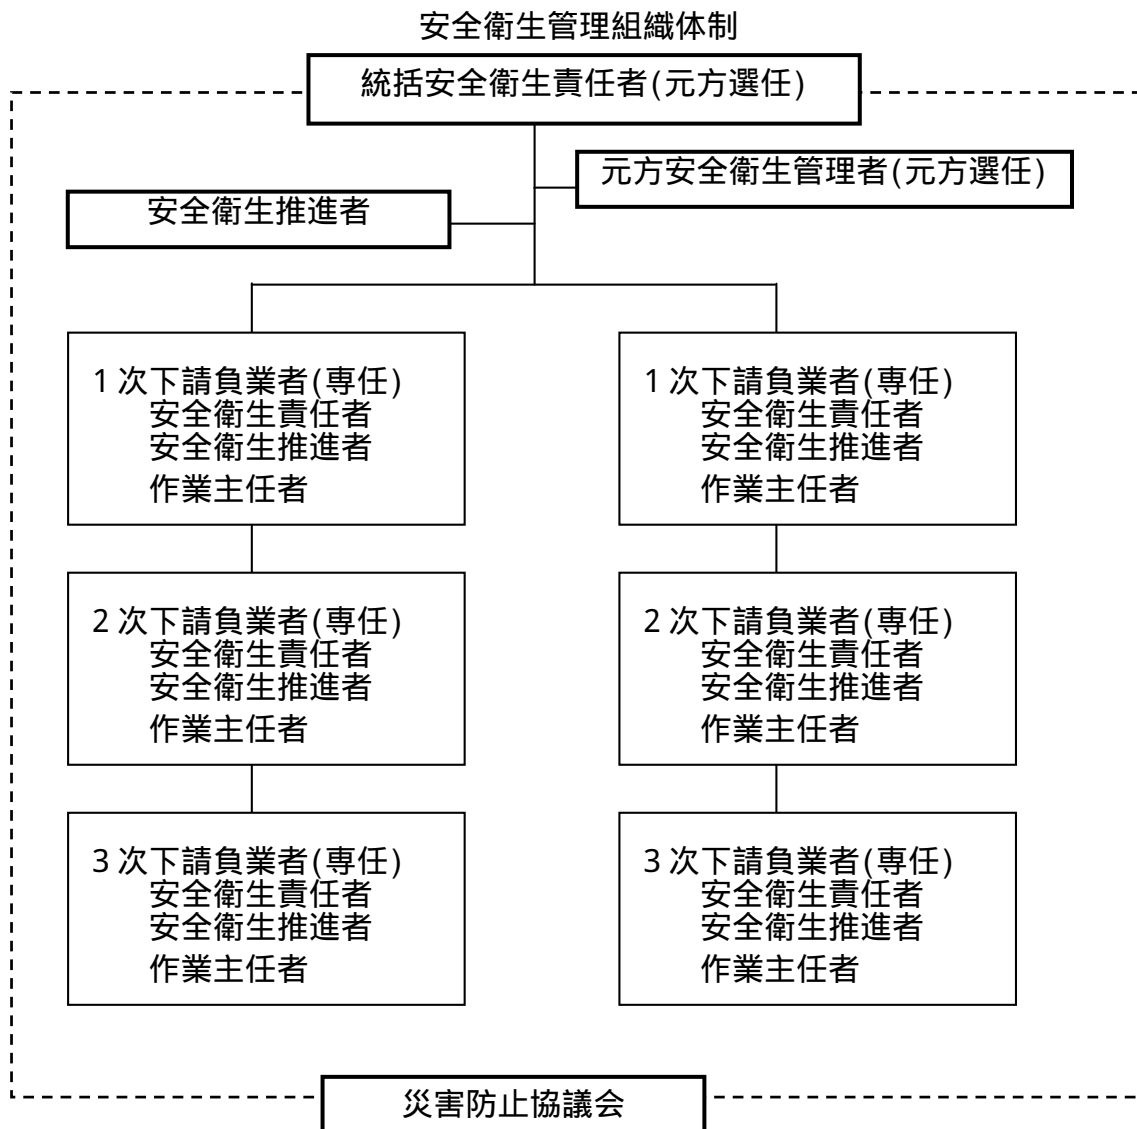 安全衛生管理組織体制
統括安全衛生責任者(元方選任)
元方安全衛生管理者(元方選任)
安全衛生推進者
1次下請負業者(専任)
安全衛生責任者
安全衛生推進者
作業主任者
1次下請負業者(専任)
安全衛生責任者
安全衛生推進者
作業主任者
2次下請負業者(専任)
安全衛生責任者
安全衛生推進者
作業主任者
2次下請負業者(専任)
安全衛生責任者
安全衛生推進者
作業主任者
3次下請負業者(専任)
安全衛生責任者
安全衛生推進者
作業主任者
3次下請負業者(専任)
安全衛生責任者
安全衛生推進者
作業主任者
災害防止協議会